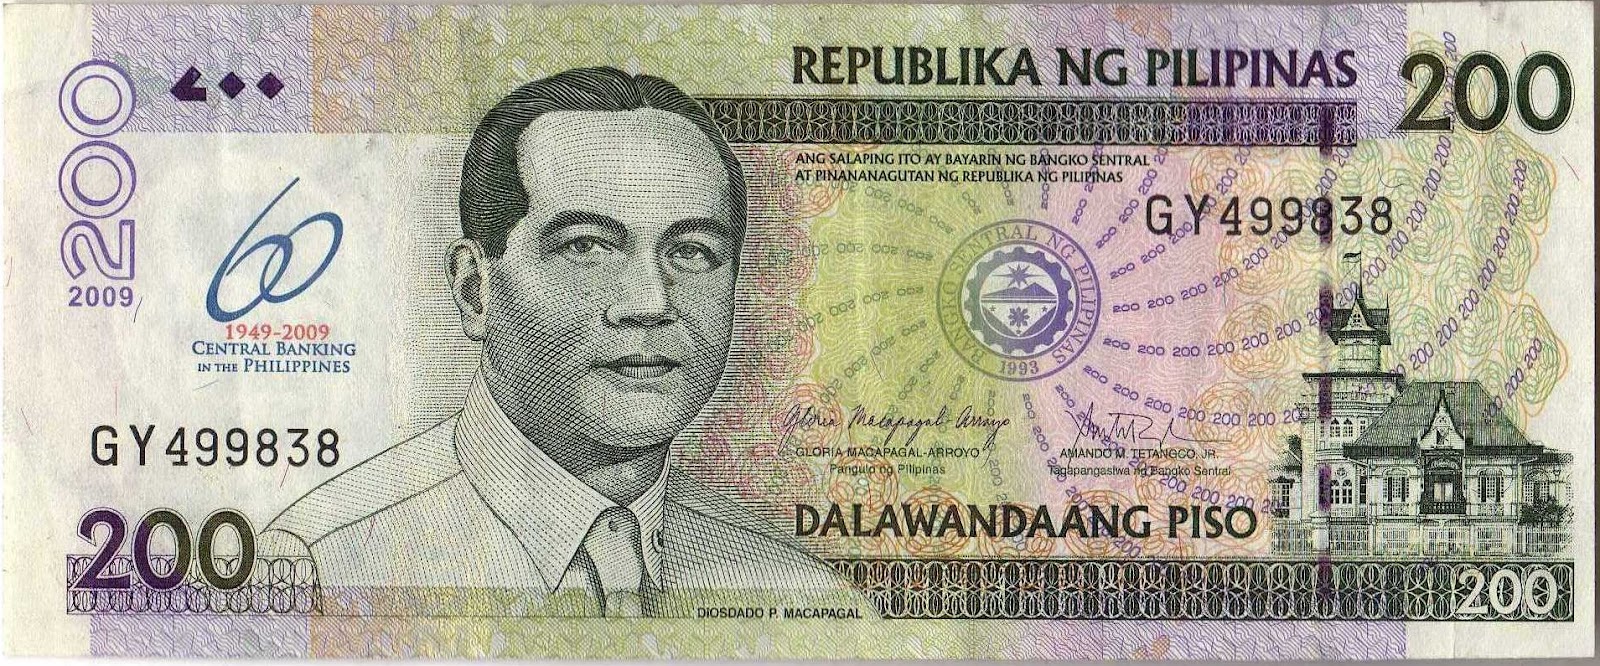 REPUBLIKA NG PILIPINAS
200
200
2009
60
1949-2009
CENTRAL BANKING
IN THE PHILIPPINES
ANG SALAPING ITO AY BAYARIN NG BANGKO SENTRAL
AT PINANANAGUTAN NG REPUBLIKA NG PILIPINAS
GY499838
BANGKO SENTRAL NG PILIPINAS
1993
GY499838
Gloria Macapagal-Arroyo
GLORIA MACAPAGAL-ARROYO
Pangulo ng Pilipinas
AMANDO M. TETANGCO, JR.
Tagapangasiwa ng Bangko Sentral
DALAWANDAANG PISO
200
200
DIOSDADO P. MACAPAGAL